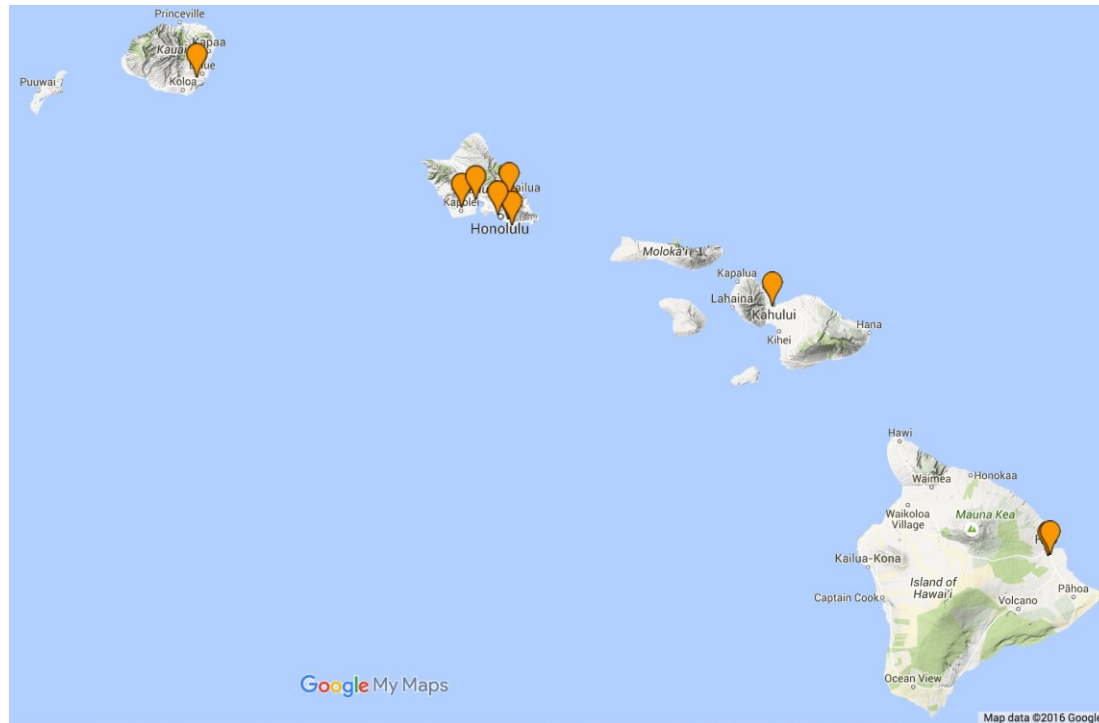 Princeville
Kapaa
Kauai
Puuwai
Koloa
Kapolei
Honolulu
Moloka'i
Kapalua
Lahaina
Kahului
Hana
Kihei
Hawi
Honokaa
Waimea
Waikoloa
Village
Mauna Kea
Kailua-Kona
Island of
Hawai'i
Pāhoa
Captain Cook
Volcano
Ocean View
Google My Maps
Map data ©2016 Google